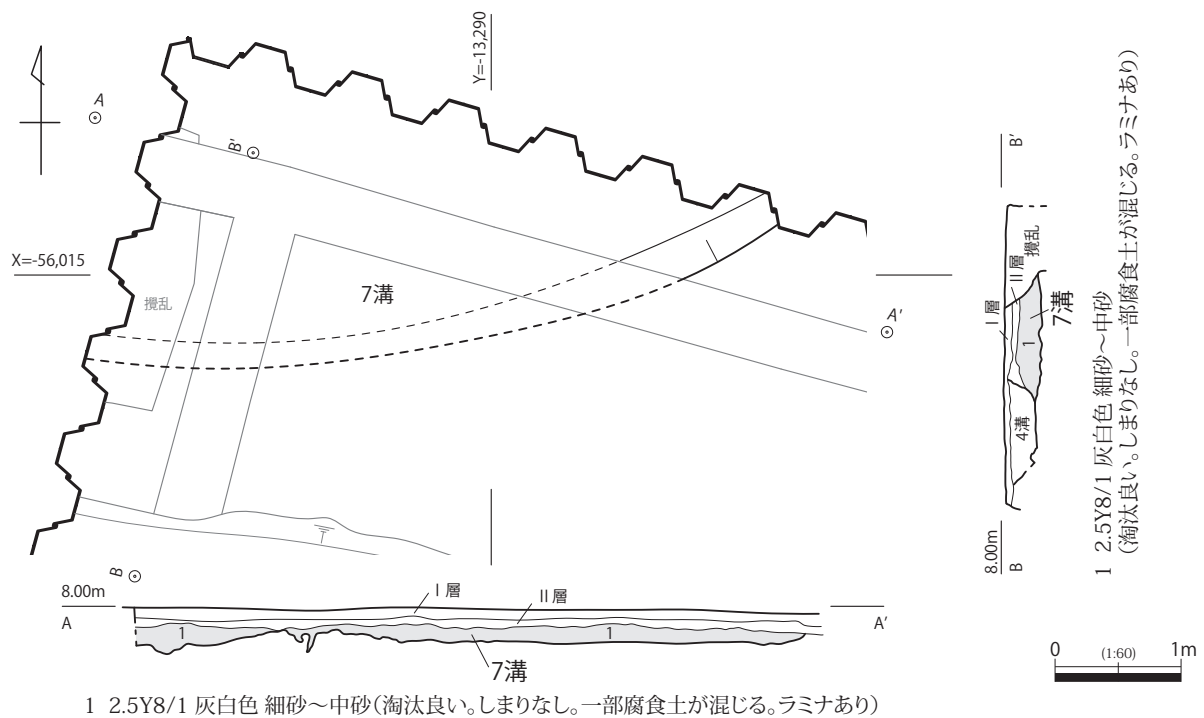 Y=-13,290
A
B'
X=-56,015
攪乱
7溝
A'
B
8.00m
A
Ⅰ層
Ⅱ層
A'
1
1
7溝
1 2.5Y8/1 灰白色 細砂～中砂(淘汰良い。しまりなし。一部腐食土が混じる。ラミナあり)
B'
攪乱
Ⅱ層
Ⅰ層
1
7溝
4溝
8.00m
B
1 2.5Y8/1 灰白色 細砂～中砂
(淘汰良い。しまりなし。一部腐食土が混じる。ラミナあり)
0
(1:60)
1m